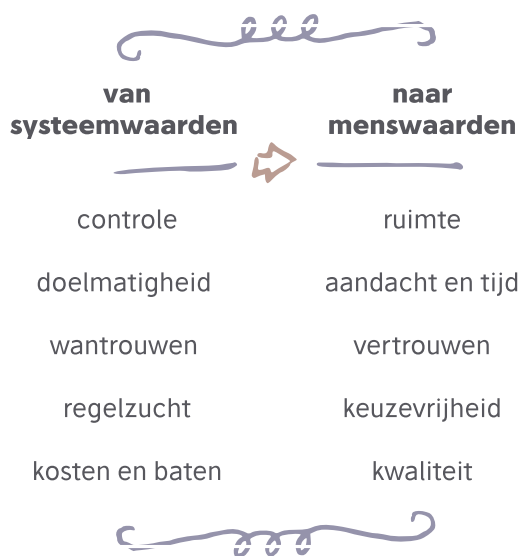 van
systeemwaarden
naar
menswaarden
controle
ruimte
doelmatigheid
aandacht en tijd
wantrouwen
vertrouwen
regelzucht
keuzevrijheid
kosten en baten
kwaliteit